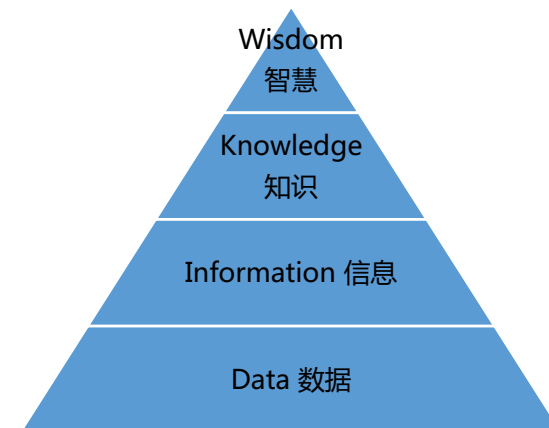 Wisdom
智慧
Knowledge
知识
Information 信息
Data 数据